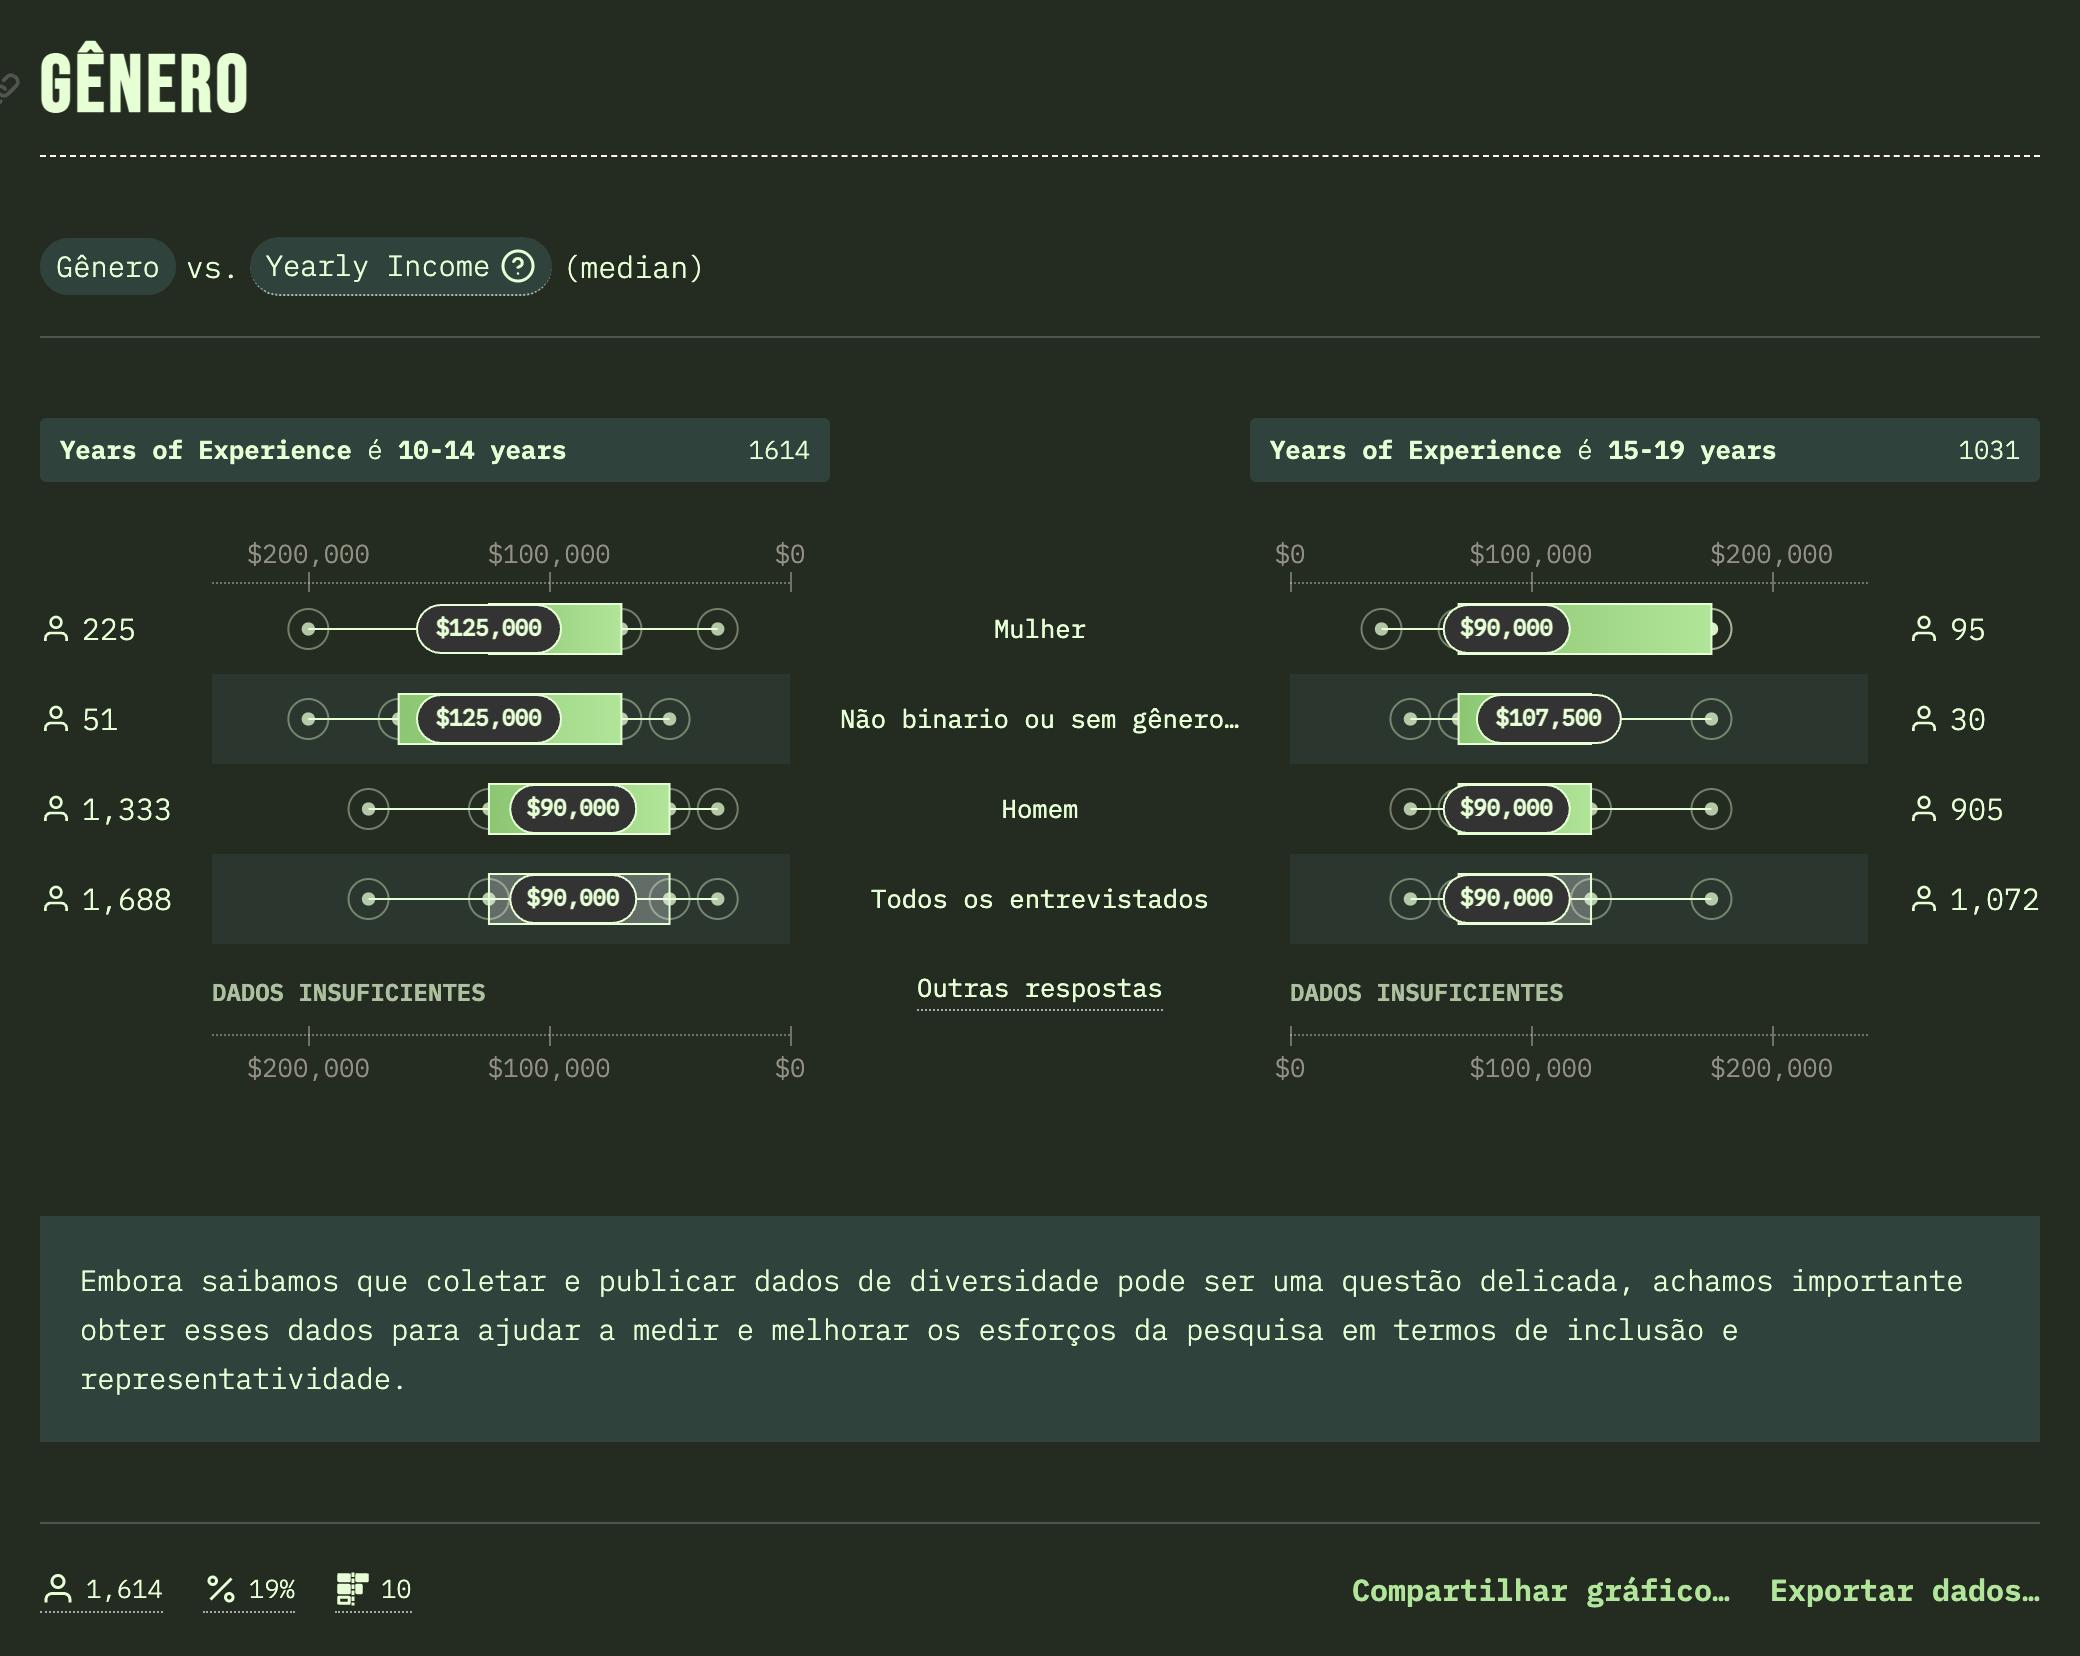 GÊNERO
Gênero vs. Yearly Income (median)
Years of Experience é 10-14 years 1614
Years of Experience é 15-19 years 1031
$200,000 $100,000 $0
$0 $100,000 $200,000
225 $125,000 Mulher $90,000 95
51 $125,000 Não binario ou sem gênero… $107,500 30
1,333 $90,000 Homem $90,000 905
1,688 $90,000 Todos os entrevistados $90,000 1,072
DADOS INSUFICIENTES Outras respostas DADOS INSUFICIENTES
$200,000 $100,000 $0
$0 $100,000 $200,000
Embora saibamos que coletar e publicar dados de diversidade pode ser uma questão delicada, achamos importante
obter esses dados para ajudar a medir e melhorar os esforços da pesquisa em termos de inclusão e
representatividade.
1,614 % 19% 10 Compartilhar gráfico… Exportar dados…